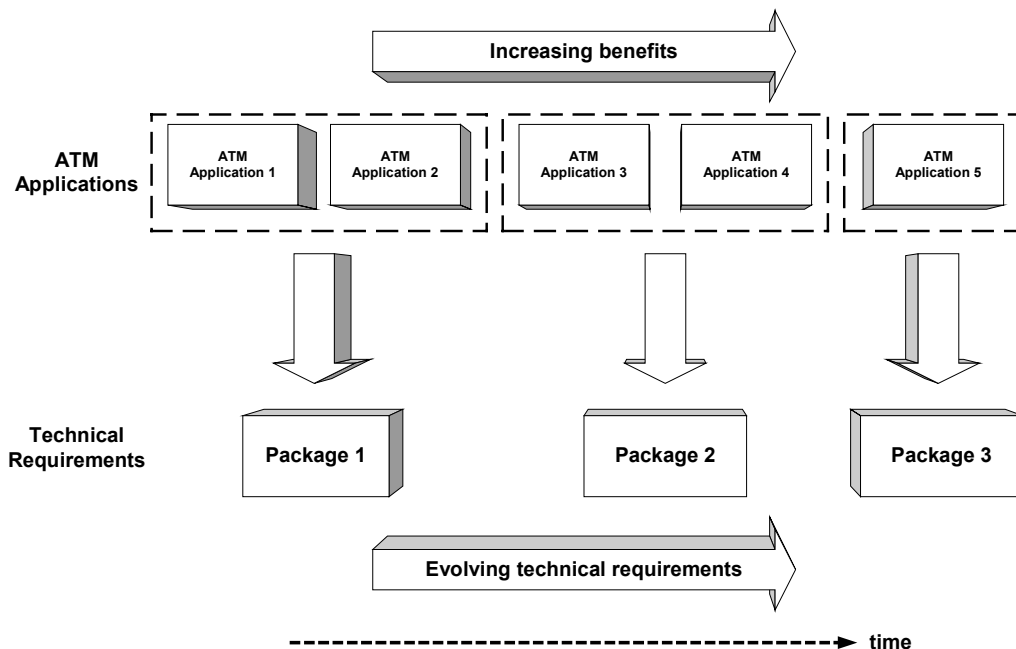 Increasing benefits
ATM
Applications
ATM
Application 1
ATM
Application 2
ATM
Application 3
ATM
Application 4
ATM
Application 5
Technical
Requirements
Package 1
Package 2
Package 3
Evolving technical requirements
time